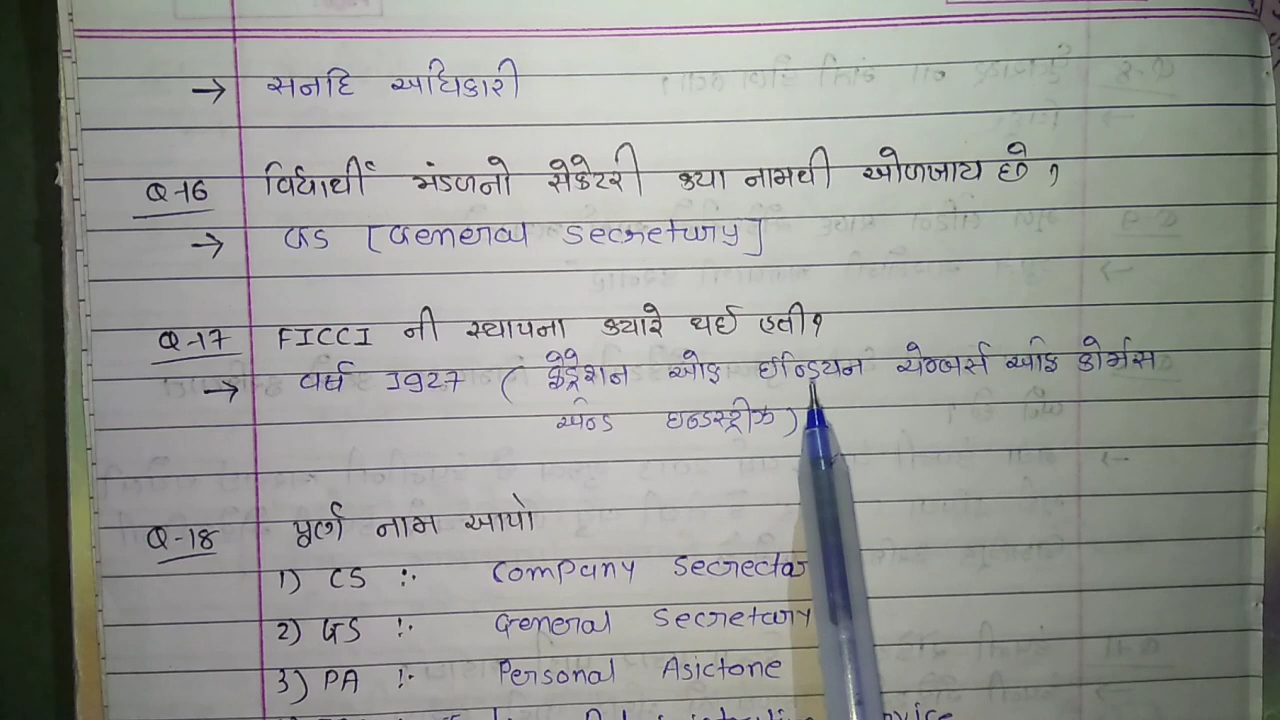 → સનદિ અધિકારી
Q-16 વિદ્યાર્થી મંડળનો સેક્રેટરી ક્યા નામથી ઓળખાય છે?
→ GS [General Secretary]
Q-17 FICCI ની સ્થાપના ક્યારે થઈ હતી?
→ વર્ષ 1927 ( ફેડ્રેશન ઓફ ઈન્ડિયન ચેમ્બર્સ ઓફ કોર્મસ
એન્ડ ઇન્ડસ્ટ્રીઝ)
Q-18 પૂર્ણ નામ આપો
1) CS :- Company Secrectar
2) GS :- General Secretary
3) PA :- Personal Asictone